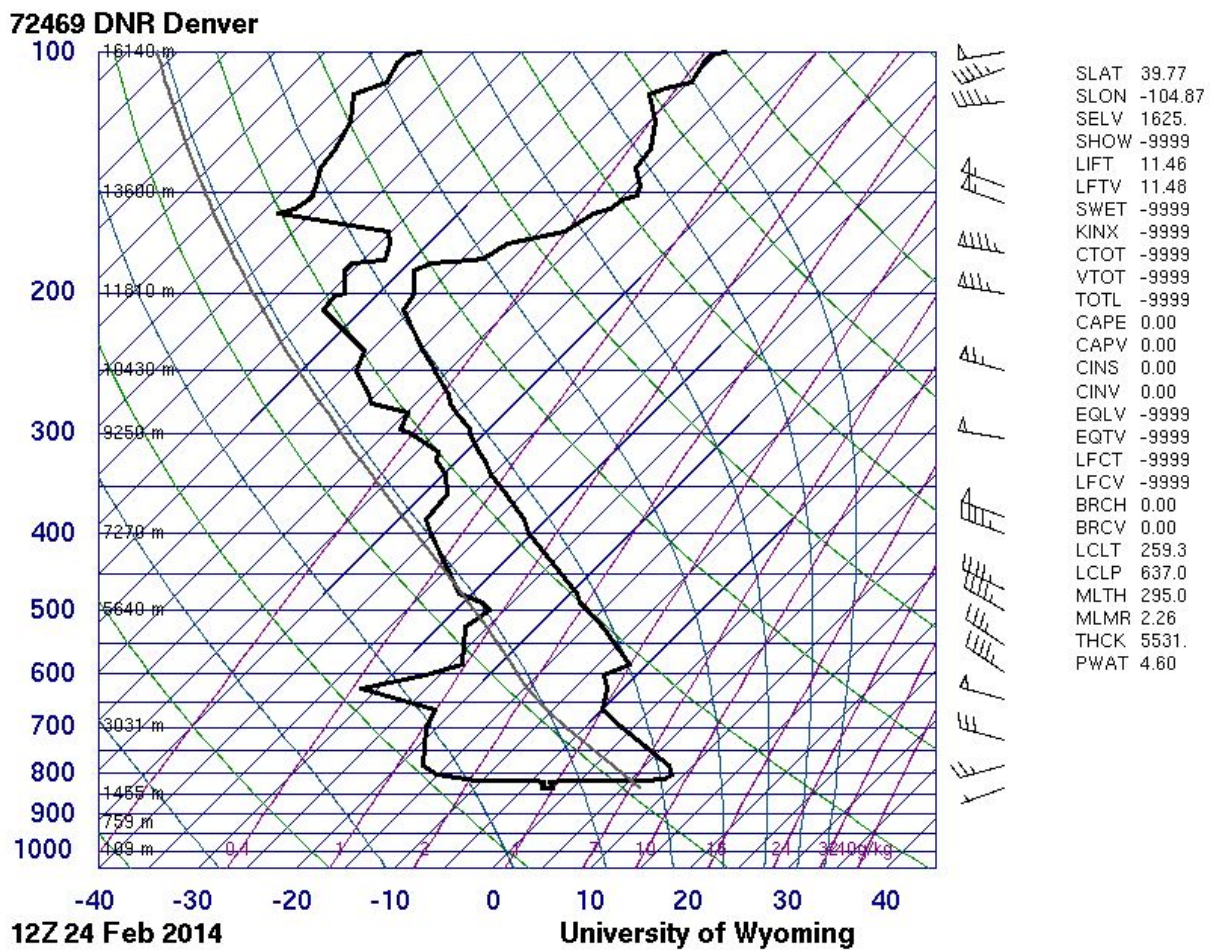 72469 DNR Denver
100
16140 m
13600 m
200
11810 m
10430 m
300
9250 m
400
7270 m
500
5640 m
600
700
3031 m
800
1465 m
900
759 m
1000
109 m
0.4 1 2 4 7 10 16 24 32 40g/kg
-40 -30 -20 -10 0 10 20 30 40
12Z 24 Feb 2014
University of Wyoming
SLAT 39.77
SLON -104.87
SELV 1625.
SHOW -9999
LIFT 11.46
LFTV 11.48
SWET -9999
KINX -9999
CTOT -9999
VTOT -9999
TOTL -9999
CAPE 0.00
CAPV 0.00
CINS 0.00
CINV 0.00
EQLV -9999
EQTV -9999
LFCT -9999
LFCV -9999
BRCH 0.00
BRCV 0.00
LCLT 259.3
LCLP 637.0
MLTH 295.0
MLMR 2.26
THCK 5531.
PWAT 4.60